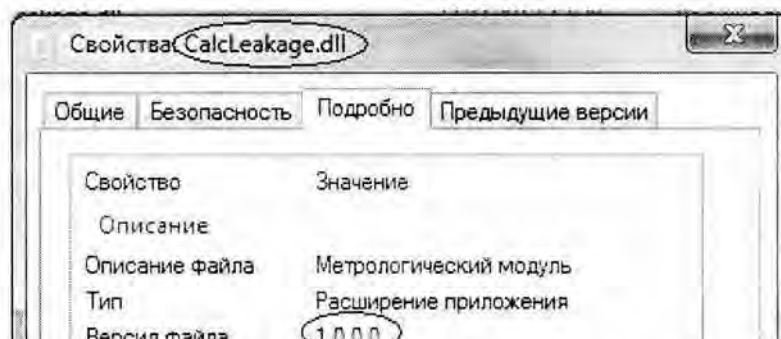 Свойства: CalcLeakage.dll
Общие Безопасность Подробно Предыдущие версии
Свойство Значение
Описание
Описание файла Метрологический модуль
Тип Расширение приложения
Версия файла 1.0.0.0